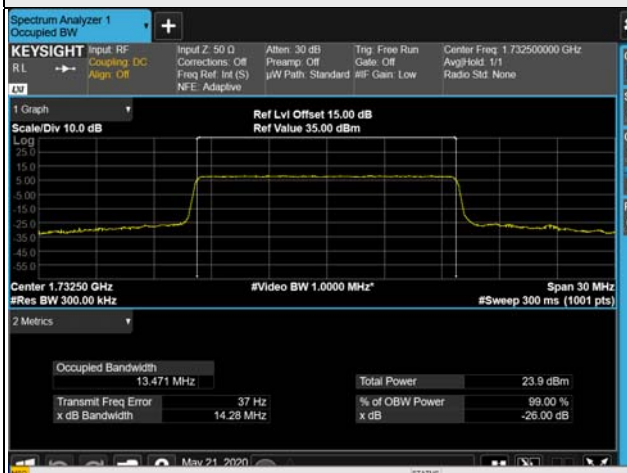 Spectrum Analyzer 1
Occupied BW
+
KEYSIGHT
RL
LXI
Input: RF
Coupling: DC
Align: Off
Input Z: 50 Ω
Corrections: Off
Freq Ref: Int (S)
NFE: Adaptive
Atten: 30 dB
Preamp: Off
µW Path: Standard
Trig: Free Run
Gate: Off
#IF Gain: Low
Center Freq: 1.732500000 GHz
Avg|Hold: 1/1
Radio Std: None
1 Graph
Scale/Div 10.0 dB
Ref Lvl Offset 15.00 dB
Ref Value 35.00 dBm
Log
25.0
15.0
5.00
-5.00
-15.0
-25.0
-35.0
-45.0
-55.0
Center 1.73250 GHz
#Res BW 300.00 kHz
#Video BW 1.0000 MHz*
Span 30 MHz
#Sweep 300 ms (1001 pts)
2 Metrics
Occupied Bandwidth
13.471 MHz
Transmit Freq Error 37 Hz
x dB Bandwidth 14.28 MHz
Total Power 23.9 dBm
% of OBW Power 99.00 %
x dB -26.00 dB
May 21, 2020
MSG
STATUS